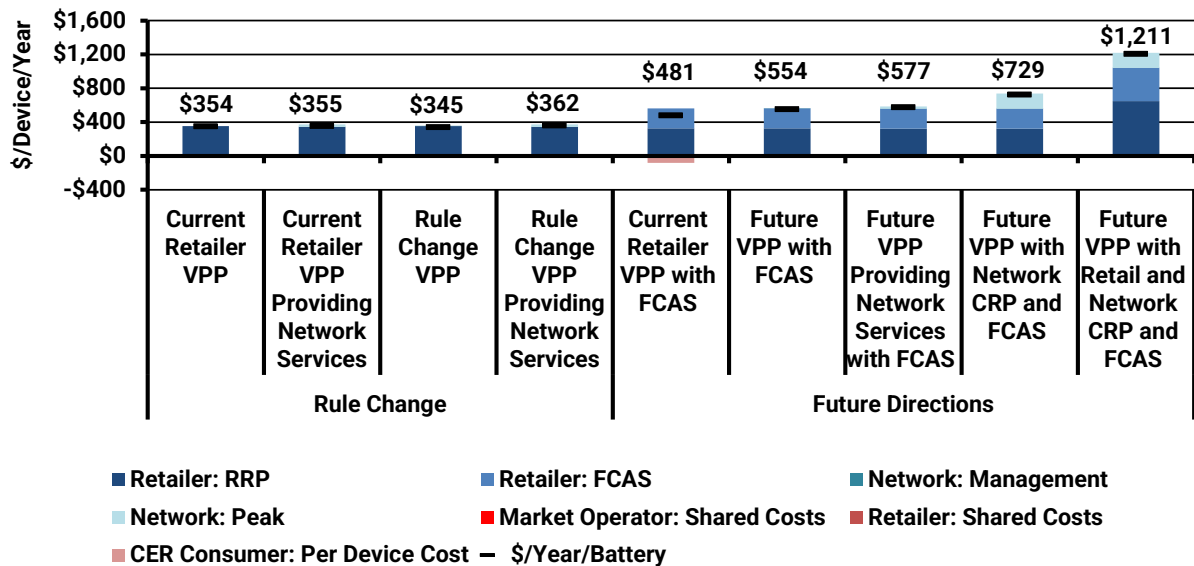 $/Device/Year
$1,600
$1,200
$800
$400
$0
-$400
$354
$355
$345
$362
$481
$554
$577
$729
$1,211
Current
Retailer
VPP
Current
Retailer
VPP
Providing
Network
Services
Rule
Change
VPP
Rule
Change
VPP
Providing
Network
Services
Current
Retailer
VPP with
FCAS
Future
VPP with
FCAS
Future
VPP
Providing
Network
Services
with FCAS
Future
VPP with
Network
CRP and
FCAS
Future
VPP with
Retail and
Network
CRP and
FCAS
Rule Change
Future Directions
Retailer: RRP
Retailer: FCAS
Network: Management
Network: Peak
Market Operator: Shared Costs
Retailer: Shared Costs
CER Consumer: Per Device Cost
$/Year/Battery